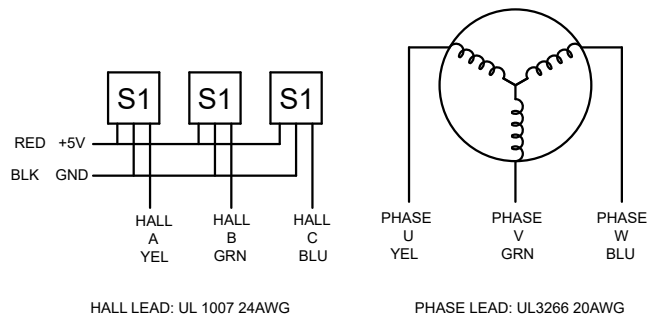 S1 S1 S1
RED +5V
BLK GND
HALL
A
YEL
HALL
B
GRN
HALL
C
BLU
PHASE
U
YEL
PHASE
V
GRN
PHASE
W
BLU
HALL LEAD: UL 1007 24AWG
PHASE LEAD: UL3266 20AWG